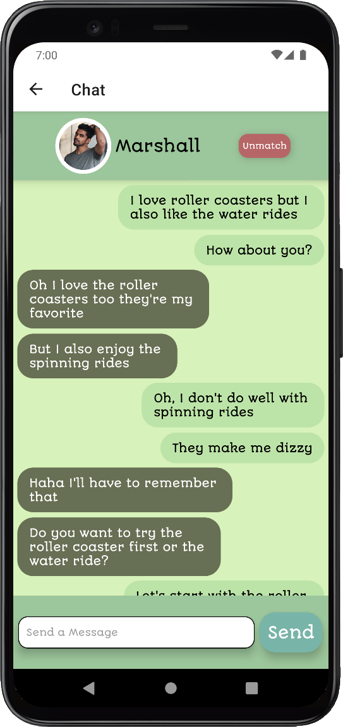 7:00
Chat
Marshall
Unmatch
I love roller coasters but I
also like the water rides
How about you?
Oh I love the roller
coasters too they're my
favorite
But I also enjoy the
spinning rides
Oh, I don't do well with
spinning rides
They make me dizzy
Haha I'll have to remember
that
Do you want to try the
roller coaster first or the
water ride?
Let's start with the roller
Send a Message
Send